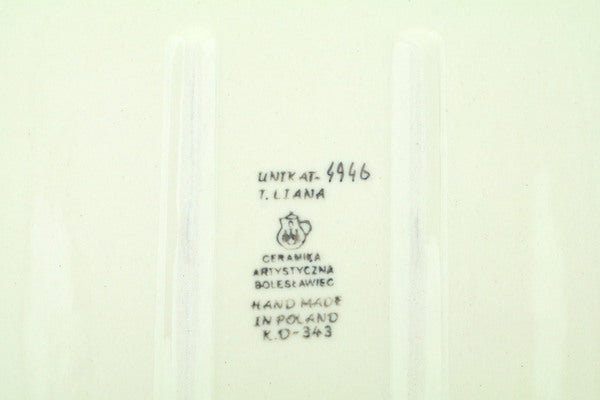 UNIKAT- 4946
T. LIANA
CERAMIKA
ARTYSTYCZNA
BOLESŁAWIEC
HAND MADE
IN POLAND
K.D-343